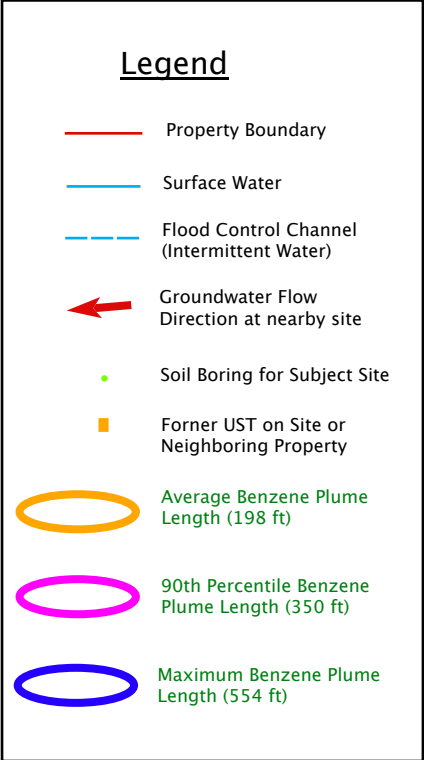 Legend
Property Boundary
Surface Water
Flood Control Channel
(Intermittent Water)
Groundwater Flow
Direction at nearby site
Soil Boring for Subject Site
Forner UST on Site or
Neighboring Property
Average Benzene Plume
Length (198 ft)
90th Percentile Benzene
Plume Length (350 ft)
Maximum Benzene Plume
Length (554 ft)